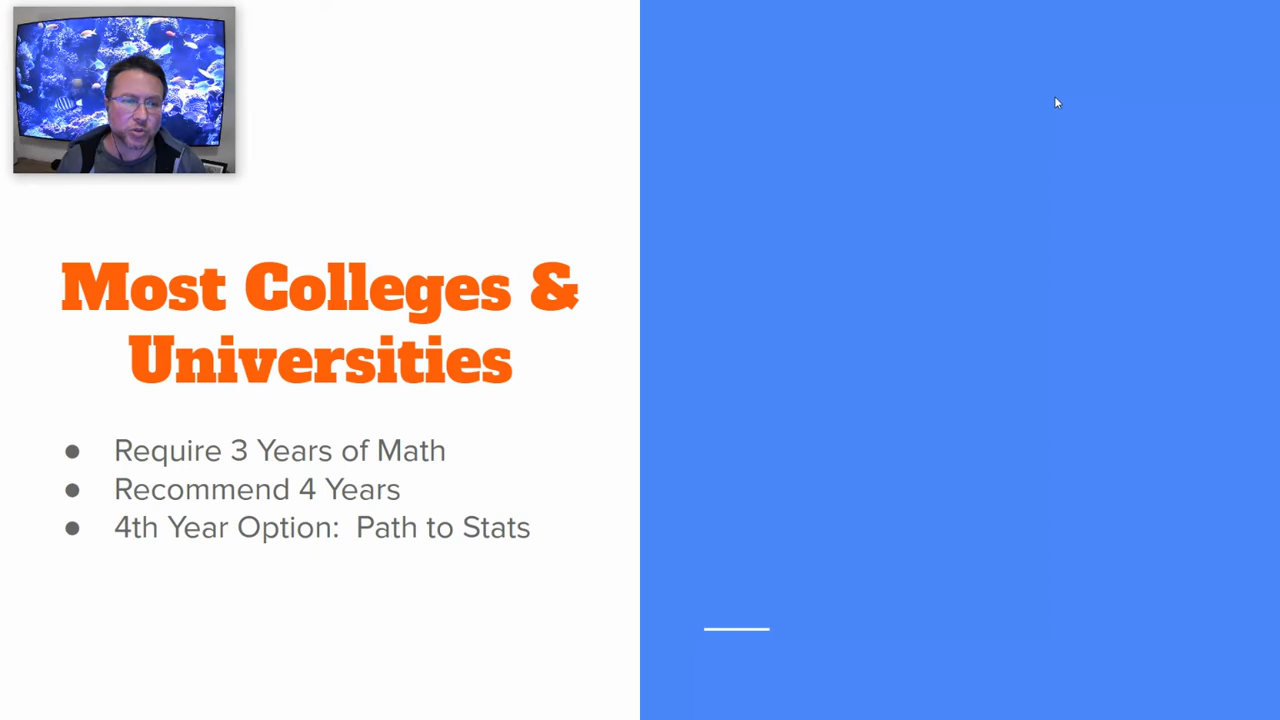 Most Colleges &
Universities
● Require 3 Years of Math
● Recommend 4 Years
● 4th Year Option:  Path to Stats